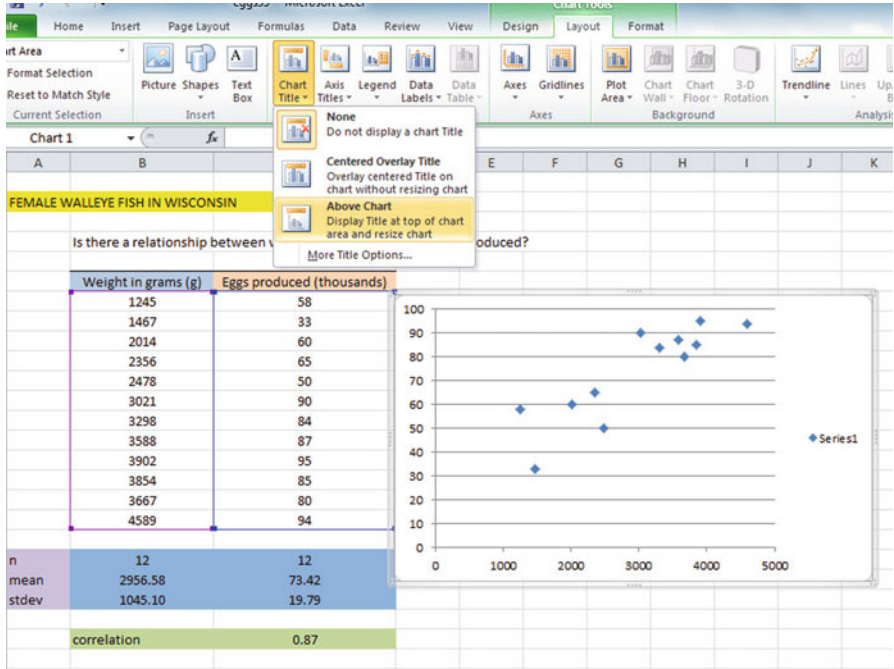 eggs55 - Microsoft Excel
Chart Tools
ile Home Insert Page Layout Formulas Data Review View Design Layout Format
rt Area
Format Selection
Reset to Match Style
Current Selection
Picture Shapes Text Box
Insert
Chart Title Axis Titles Legend Data Labels Data Table
Axes Gridlines
Axes
Plot Area Chart Wall Chart Floor 3-D Rotation
Background
Trendline Lines Up
Analysis
None
Do not display a chart Title
Centered Overlay Title
Overlay centered Title on
chart without resizing chart
Above Chart
Display Title at top of chart
area and resize chart
More Title Options...
Chart 1 fx
A B E F G H I J K
FEMALE WALLEYE FISH IN WISCONSIN
Is there a relationship between oduced?
Weight in grams (g) Eggs produced (thousands)
1245 58
1467 33
2014 60
2356 65
2478 50
3021 90
3298 84
3588 87
3902 95
3854 85
3667 80
4589 94
n 12 12
mean 2956.58 73.42
stdev 1045.10 19.79
correlation 0.87
100
90
80
70
60
50
40
30
20
10
0
0 1000 2000 3000 4000 5000
Series1